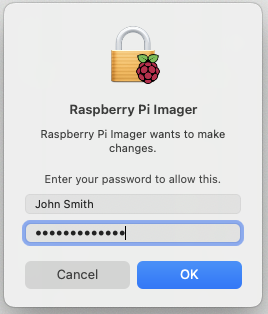 Raspberry Pi Imager
Raspberry Pi Imager wants to make
changes.
Enter your password to allow this.
John Smith
•••••••••••••
Cancel
OK